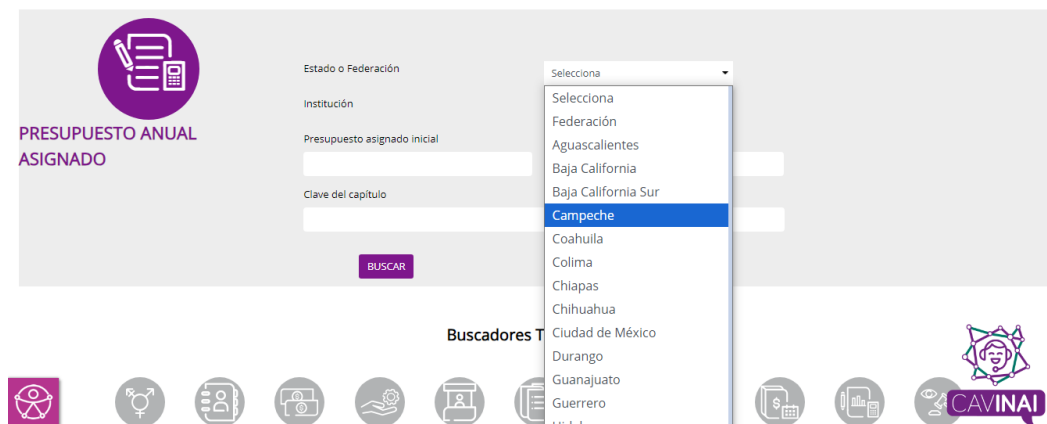 PRESUPUESTO ANUAL
ASIGNADO
Estado o Federación
Selecciona
Institución
Presupuesto asignado inicial
Clave del capítulo
BUSCAR
Selecciona
Federación
Aguascalientes
Baja California
Baja California Sur
Campeche
Coahuila
Colima
Chiapas
Chihuahua
Ciudad de México
Durango
Guanajuato
Guerrero
Buscadores T
CAVINAI